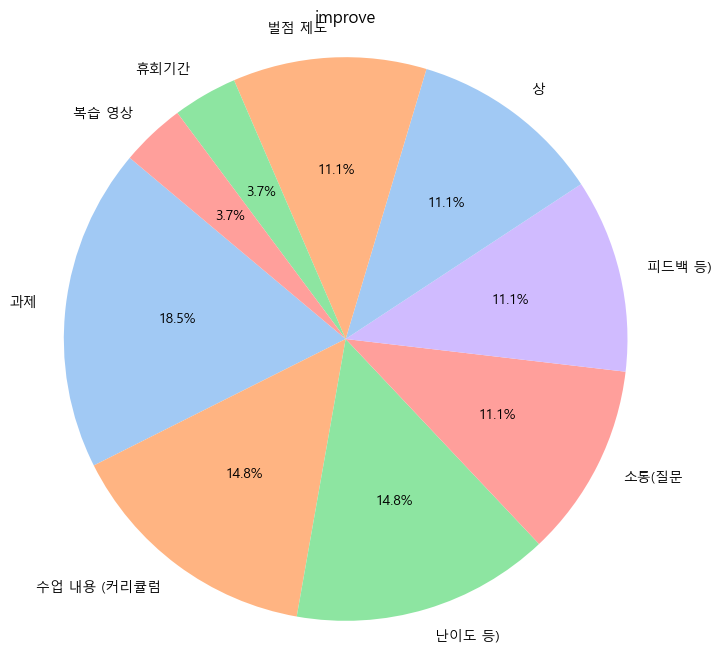 improve
벌점 제도
상
휴회기간
복습 영상
11.1%
3.7%
11.1%
3.7%
피드백 등)
과제
11.1%
18.5%
11.1%
14.8%
소통(질문
14.8%
수업 내용 (커리큘럼
난이도 등)